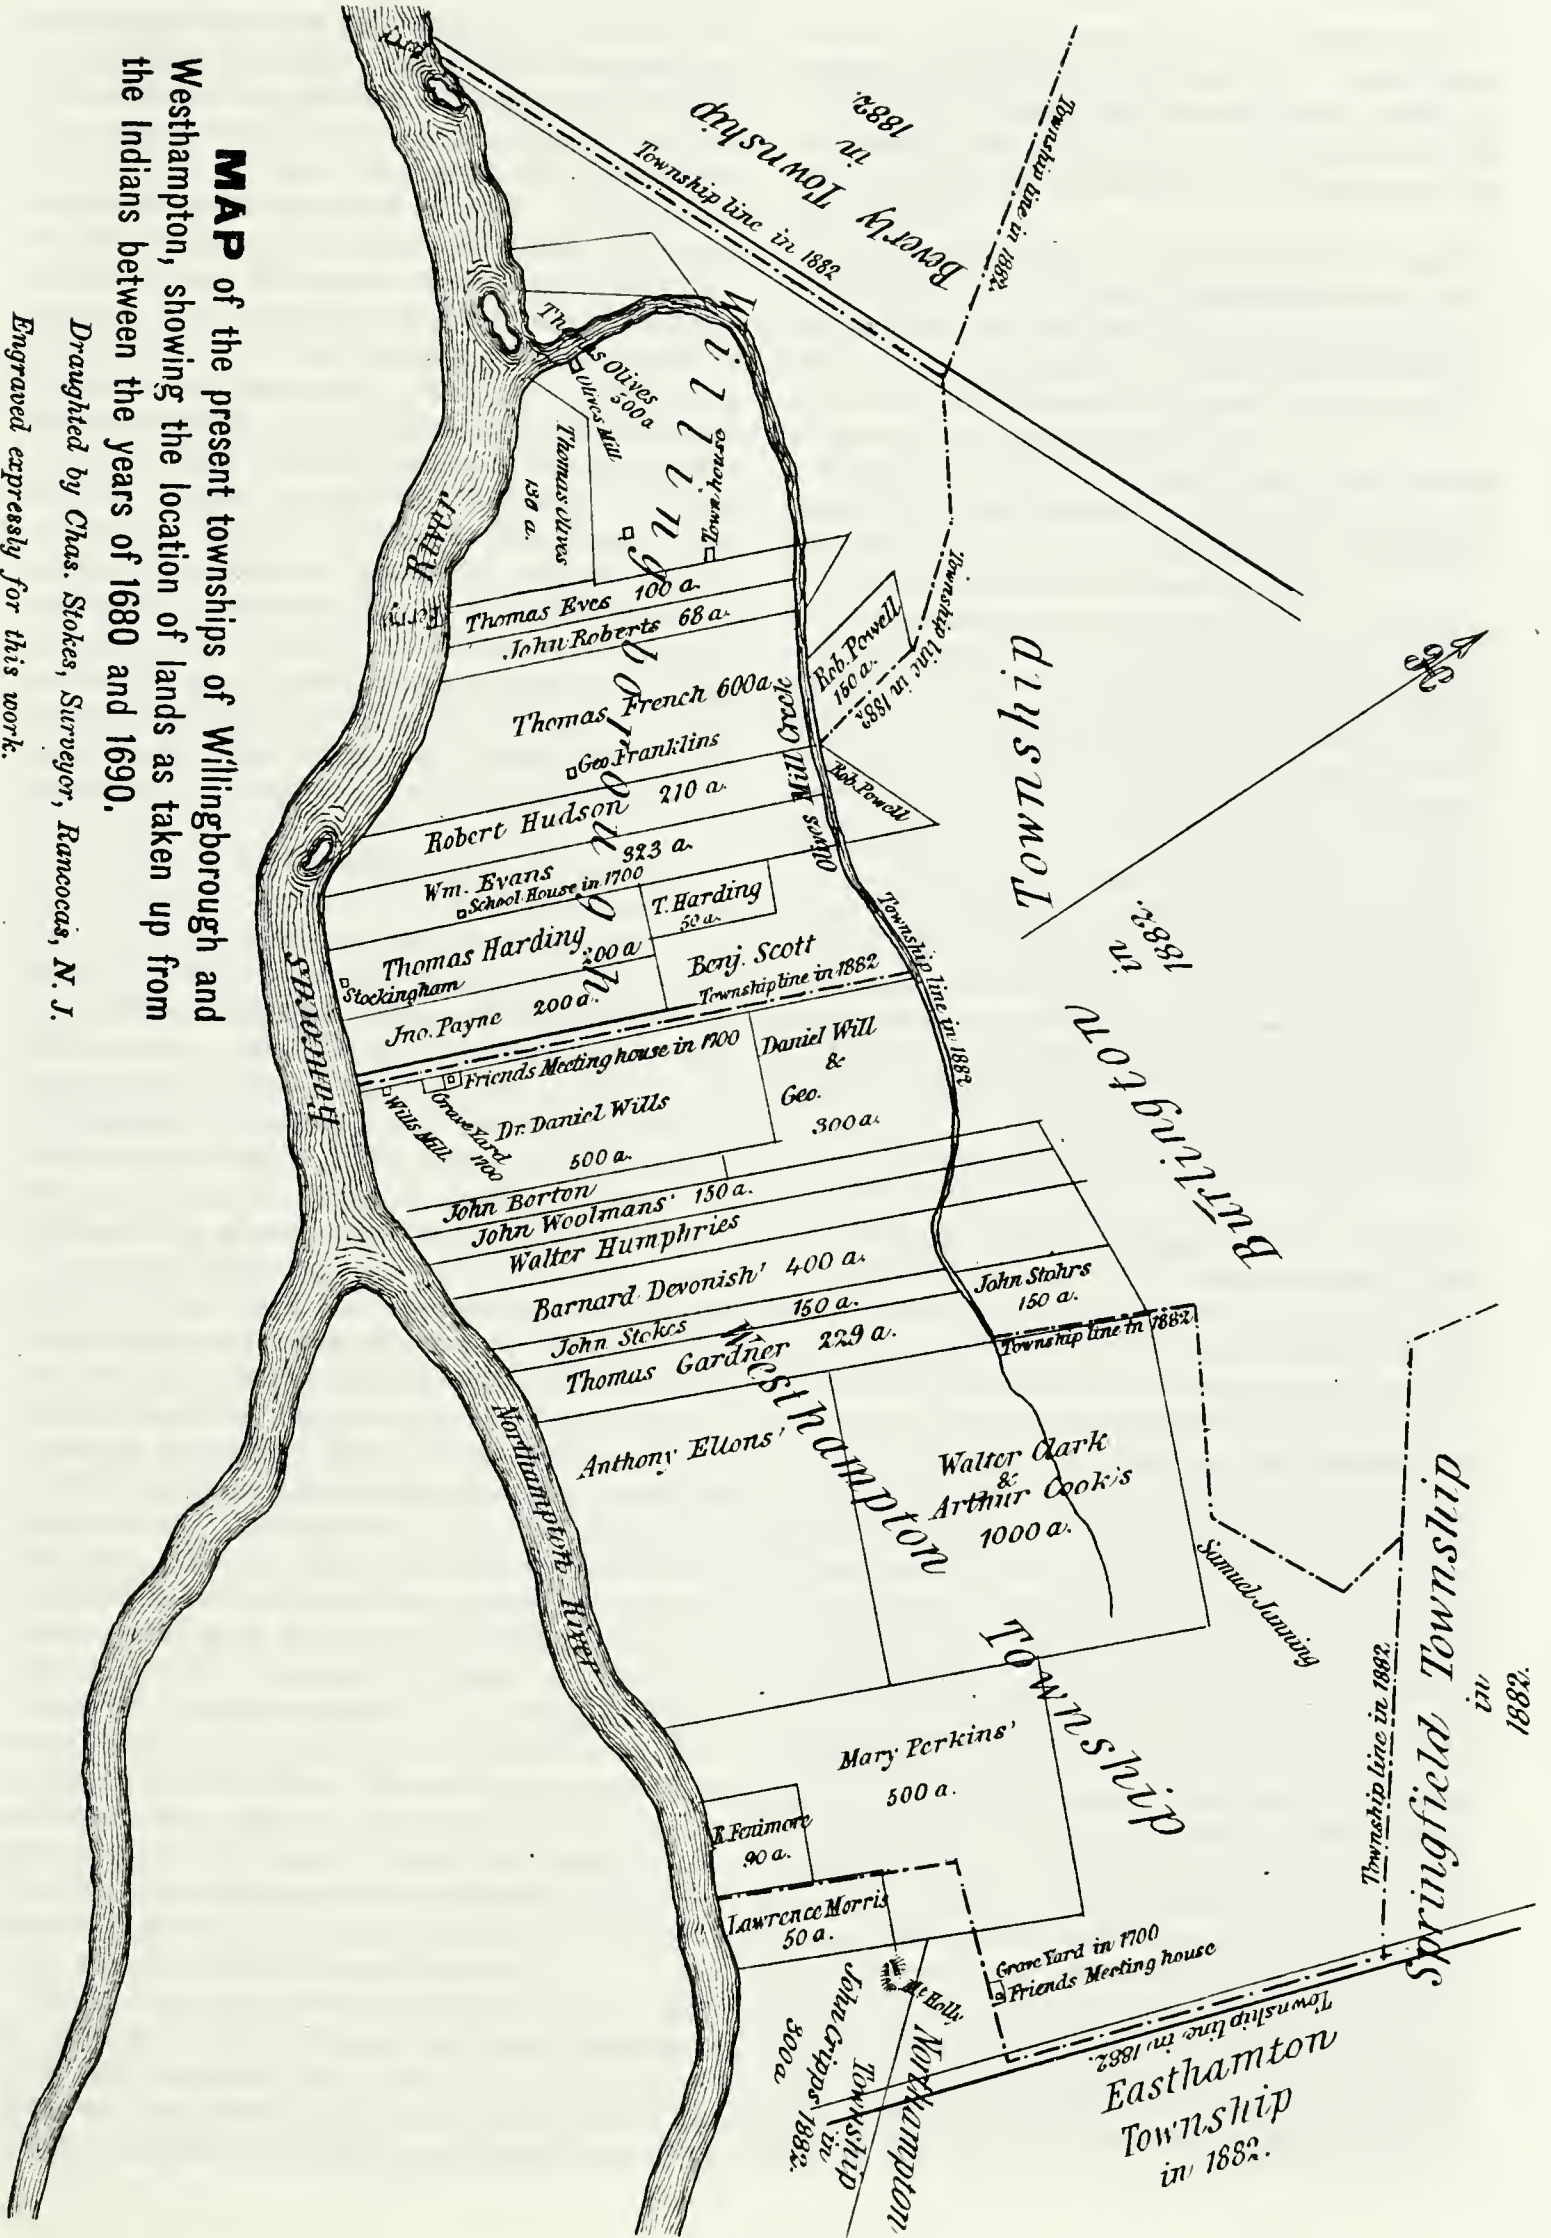 MAP of the present townships of Willingborough and
Westhampton, showing the location of lands as taken up from
the Indians between the years of 1680 and 1690.
Draughted by Chas. Stokes, Surveyor, Rancocas, N. J.
Engraved expressly for this work.
Ferry
Beverly Township
in
1882.
Township line in 1882
Township line in 1882.
Willingborough
Thomas Olives
500 a
Olives Mill
Town house
Thomas Olives
130 a.
River
Ferry
Thomas Eves 100 a.
John Roberts 68 a.
Thomas French 600 a.
Geo. Franklins
Rob. Powell
150 a.
Township line in 1882
Rob. Powell
Olives Mill Creek
Robert Hudson 210 a.
323 a.
Wm. Evans
School House in 1700
T. Harding
50 a.
Thomas Harding
200 a
Stockingham
Benj. Scott
Township line in 1882
Jno. Payne 200 a.
Township line in 1882
Burlington
Township
in
1882.
Rancocas
Friends Meeting house in 1700
Grave Yard
1700
Wills Mill.
Dr. Daniel Wills
500 a.
Daniel Will
&
Geo.
300 a.
John Borton
John Woolmans' 150 a.
Walter Humphries
Barnard Devonish' 400 a.
John Stokes 150 a.
Thomas Gardner 229 a.
John Stohrs
150 a.
Township line in 1882
Westhampton
Township
Northampton River
Anthony Eltons'
Walter Clark
&
Arthur Cook's
1000 a.
Samuel Junning
Springfield Township
in
1882.
Township line in 1882
Mary Perkins'
500 a.
R. Fenimore
90 a.
Lawrence Morris
50 a.
Mt Holly
Grave Yard in 1700
Friends Meeting house
Township line in 1882.
Easthamton
Township
in 1882.
John Cripps
300 a
Northampton
Township
in
1882.